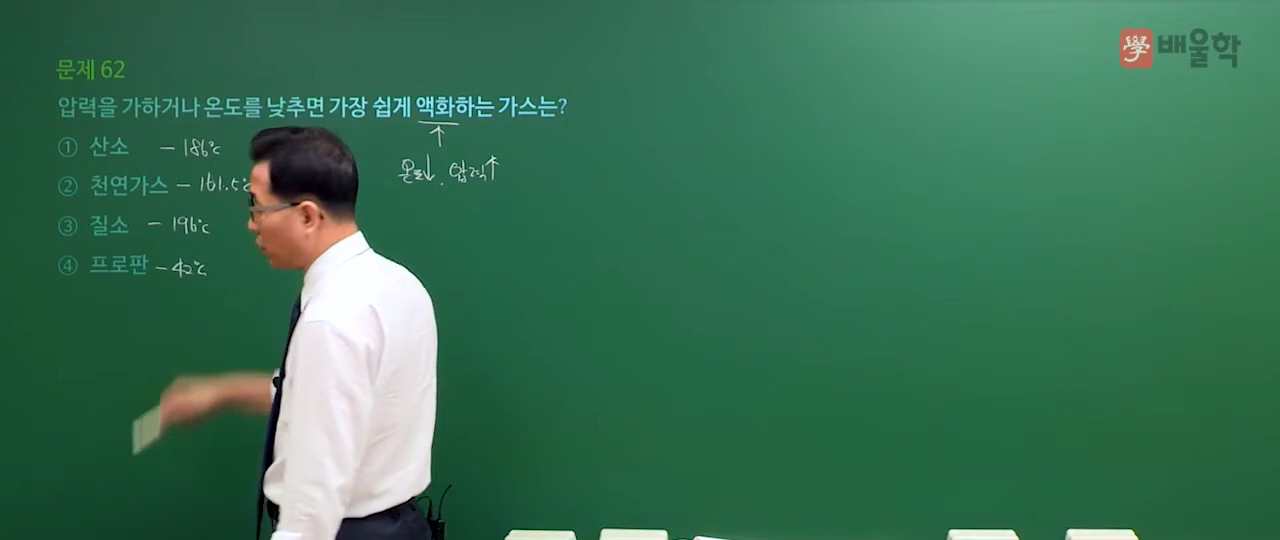 學배울학
문제 62
압력을 가하거나 온도를 낮추면 가장 쉽게 액화하는 가스는?
① 산소 - 186℃
온도↓. 압력↑
② 천연가스 - 161.5℃
③ 질소 - 196℃
④ 프로판 - 42℃